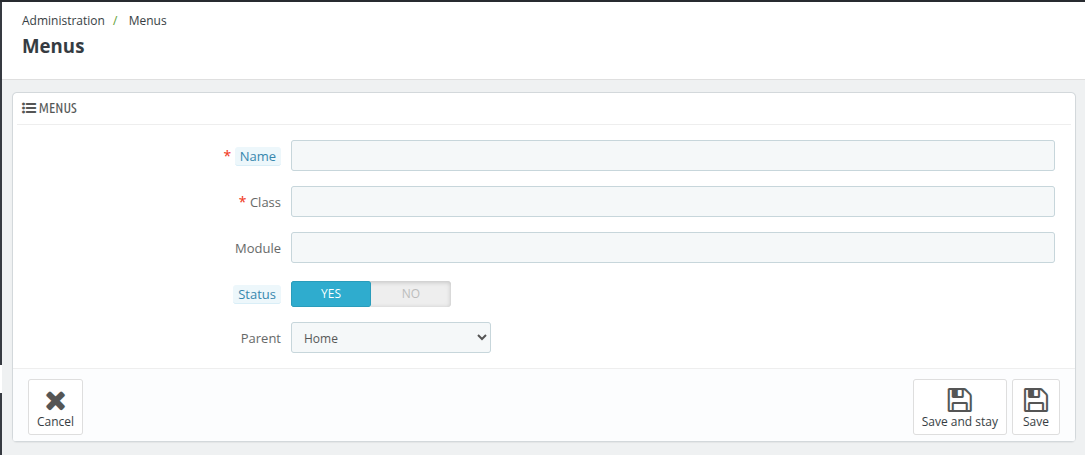 Administration / Menus
Menus
MENUS
* Name
* Class
Module
Status YES NO
Parent Home
Cancel Save and stay Save